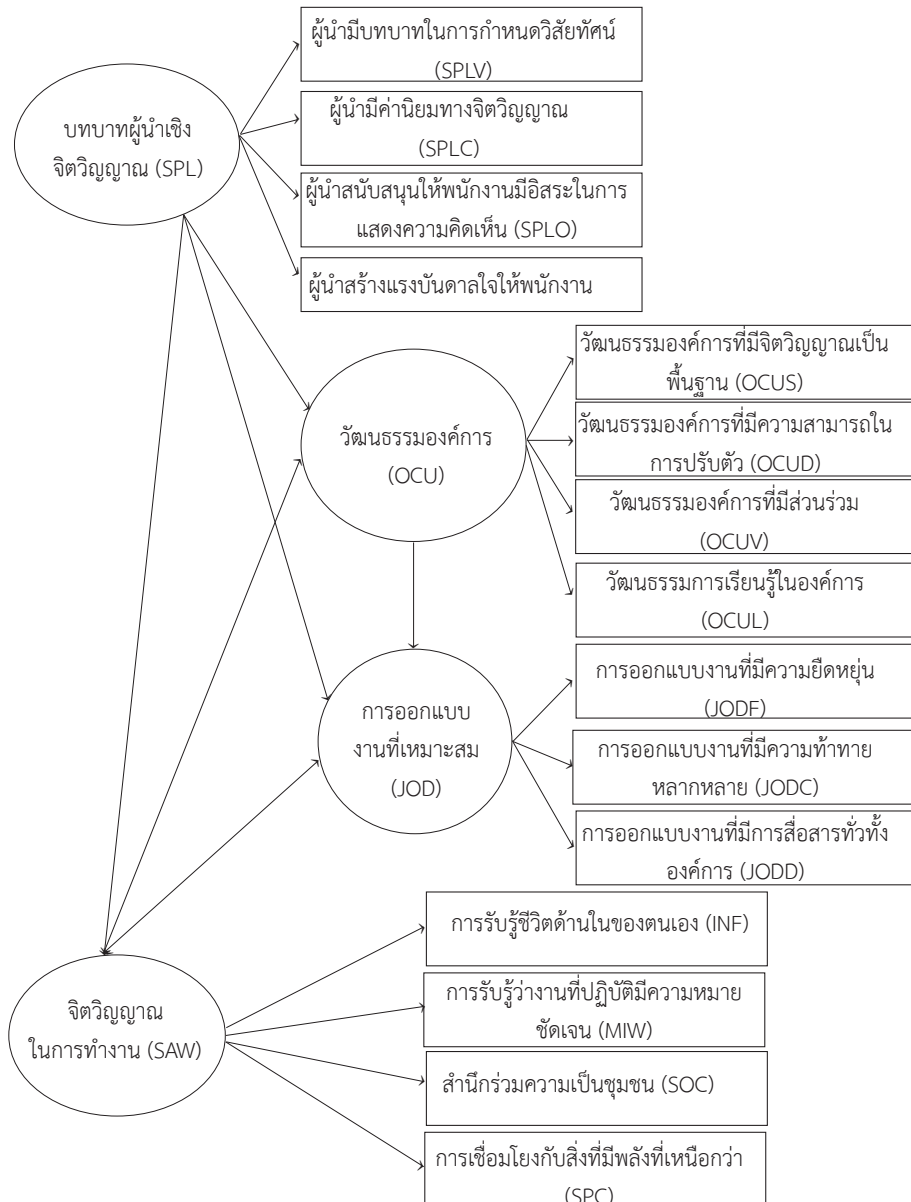 ผู้นำมีบทบาทในการกำหนดวิสัยทัศน์
(SPLV)
บทบาทผู้นำเชิง
จิตวิญญาณ (SPL)
ผู้นำมีค่านิยมทางจิตวิญญาณ
(SPLC)
ผู้นำสนับสนุนให้พนักงานมีอิสระในการ
แสดงความคิดเห็น (SPLO)
ผู้นำสร้างแรงบันดาลใจให้พนักงาน
วัฒนธรรมองค์การ
(OCU)
วัฒนธรรมองค์การที่มีจิตวิญญาณเป็น
พื้นฐาน (OCUS)
วัฒนธรรมองค์การที่มีความสามารถใน
การปรับตัว (OCUD)
วัฒนธรรมองค์การที่มีส่วนร่วม
(OCUV)
วัฒนธรรมการเรียนรู้ในองค์การ
(OCUL)
การออกแบบ
งานที่เหมาะสม
(JOD)
การออกแบบงานที่มีความยืดหยุ่น
(JODF)
การออกแบบงานที่มีความท้าทาย
หลากหลาย (JODC)
การออกแบบงานที่มีการสื่อสารทั่วทั้ง
องค์การ (JODD)
จิตวิญญาณ
ในการทำงาน (SAW)
การรับรู้ชีวิตด้านในของตนเอง (INF)
การรับรู้ว่างานที่ปฏิบัติมีความหมาย
ชัดเจน (MIW)
สำนึกร่วมความเป็นชุมชน (SOC)
การเชื่อมโยงกับสิ่งที่มีพลังที่เหนือกว่า
(SPC)